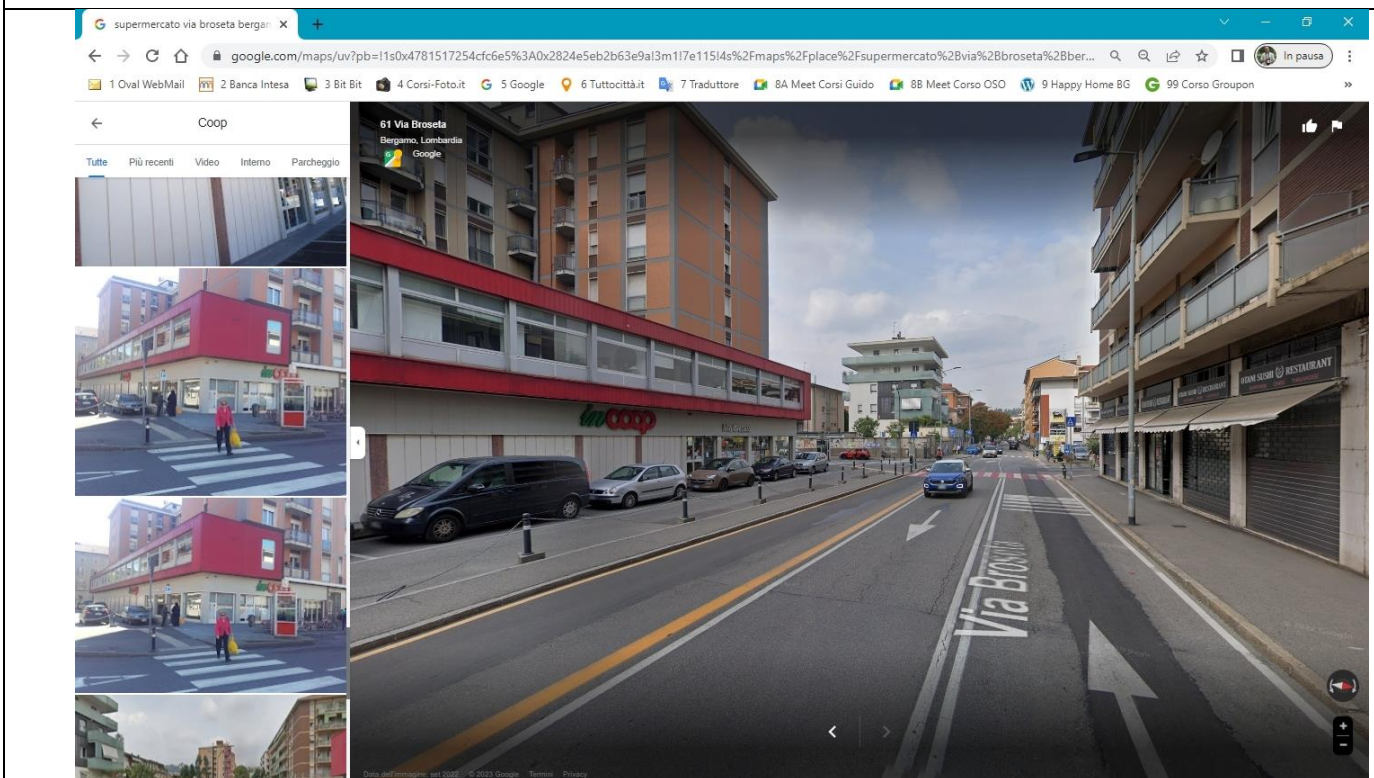 supermercato via broseta bergam
google.com/maps/uv?pb=!1s0x4781517254cfc6e5%3A0x2824e5eb2b63e9a!3m1!7e115!4s%2Fmaps%2Fplace%2Fsupermercato%2Bvia%2Bbroseta%2Bber...
In pausa
1 Oval WebMail 2 Banca Intesa 3 Bit Bit 4 Corsi-Foto.it 5 Google 6 Tuttocittà.it 7 Traduttore 8A Meet Corsi Guido 8B Meet Corso OSO 9 Happy Home BG 99 Corso Groupon »
Coop
Tutte Più recenti Video Interno Parcheggio
61 Via Broseta
Bergamo, Lombardia
Google
inCOOP
OTANI SUSHI RESTAURANT
Via Broseta
Data dell'immagine: set 2022 © 2023 Google Termini Privacy